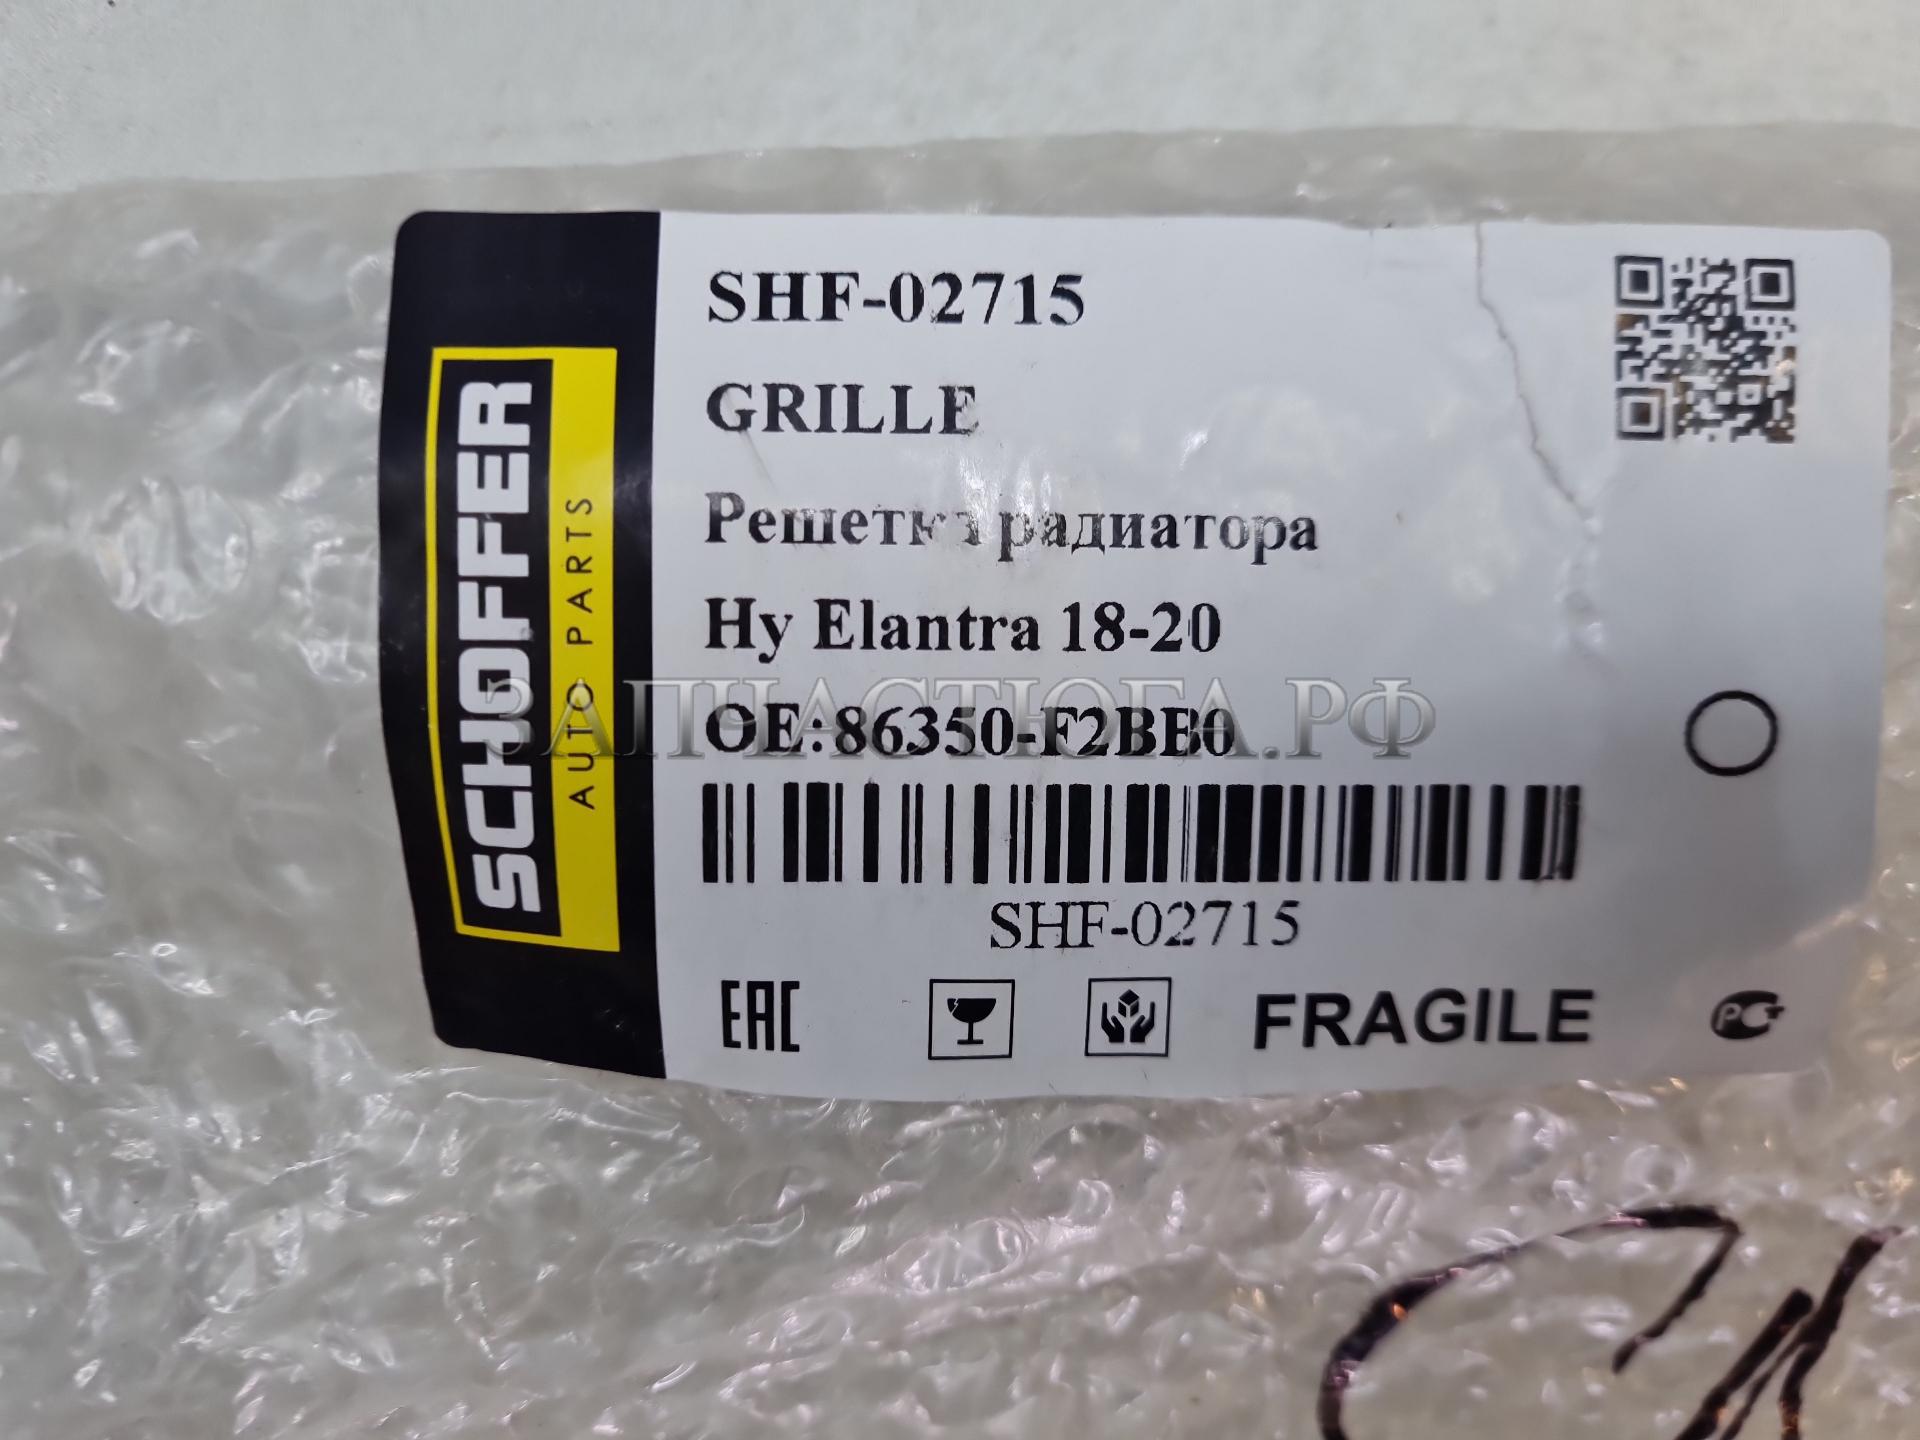 SCHOFFER
AUTO PARTS
SHF-02715
GRILLE
Решетка радиатора
Hy Elantra 18-20
OE:86350-F2BB0
ЗАПЧАСТЮГА.РФ
SHF-02715
EAC
FRAGILE
РСТ